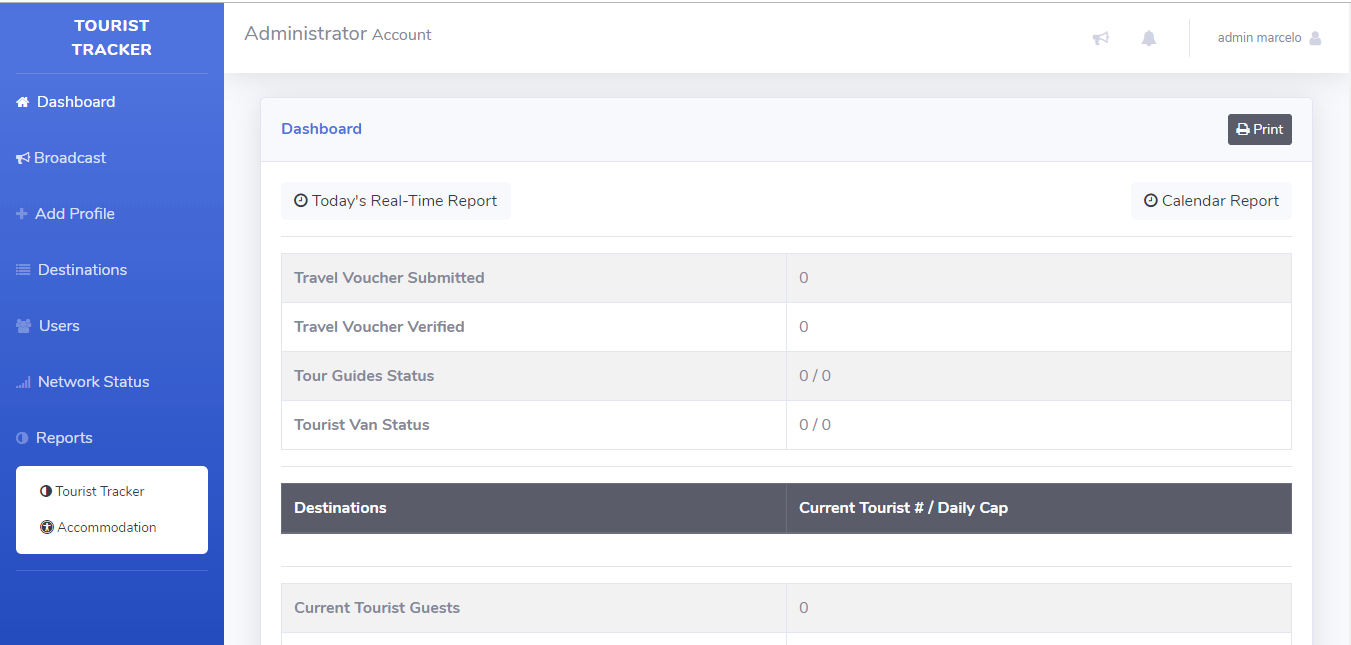 TOURIST
TRACKER
Dashboard
Broadcast
Add Profile
Destinations
Users
Network Status
Reports
Tourist Tracker
Accommodation
Administrator Account
admin marcelo
Dashboard
Print
Today's Real-Time Report
Calendar Report
Travel Voucher Submitted 0
Travel Voucher Verified 0
Tour Guides Status 0 / 0
Tourist Van Status 0 / 0
Destinations Current Tourist # / Daily Cap
Current Tourist Guests 0